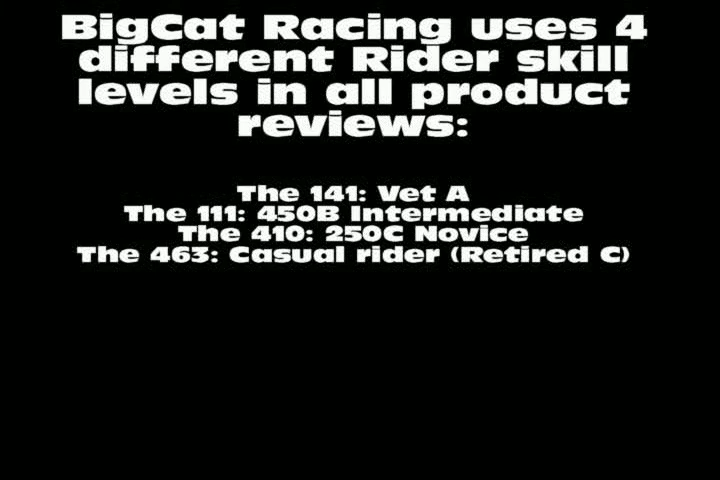 BigCat Racing uses 4
different Rider skill
levels in all product
reviews:
The 141: Vet A
The 111: 450B Intermediate
The 410: 250C Novice
The 463: Casual rider (Retired C)